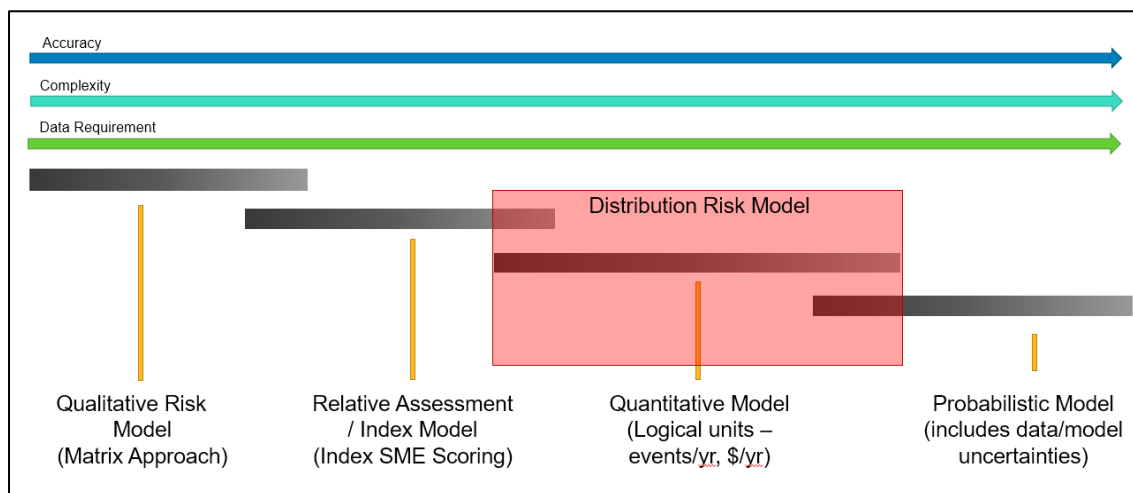 Accuracy
Complexity
Data Requirement
Distribution Risk Model
Qualitative Risk
Model
(Matrix Approach)
Relative Assessment
/ Index Model
(Index SME Scoring)
Quantitative Model
(Logical units –
events/yr, $/yr)
Probabilistic Model
(includes data/model
uncertainties)